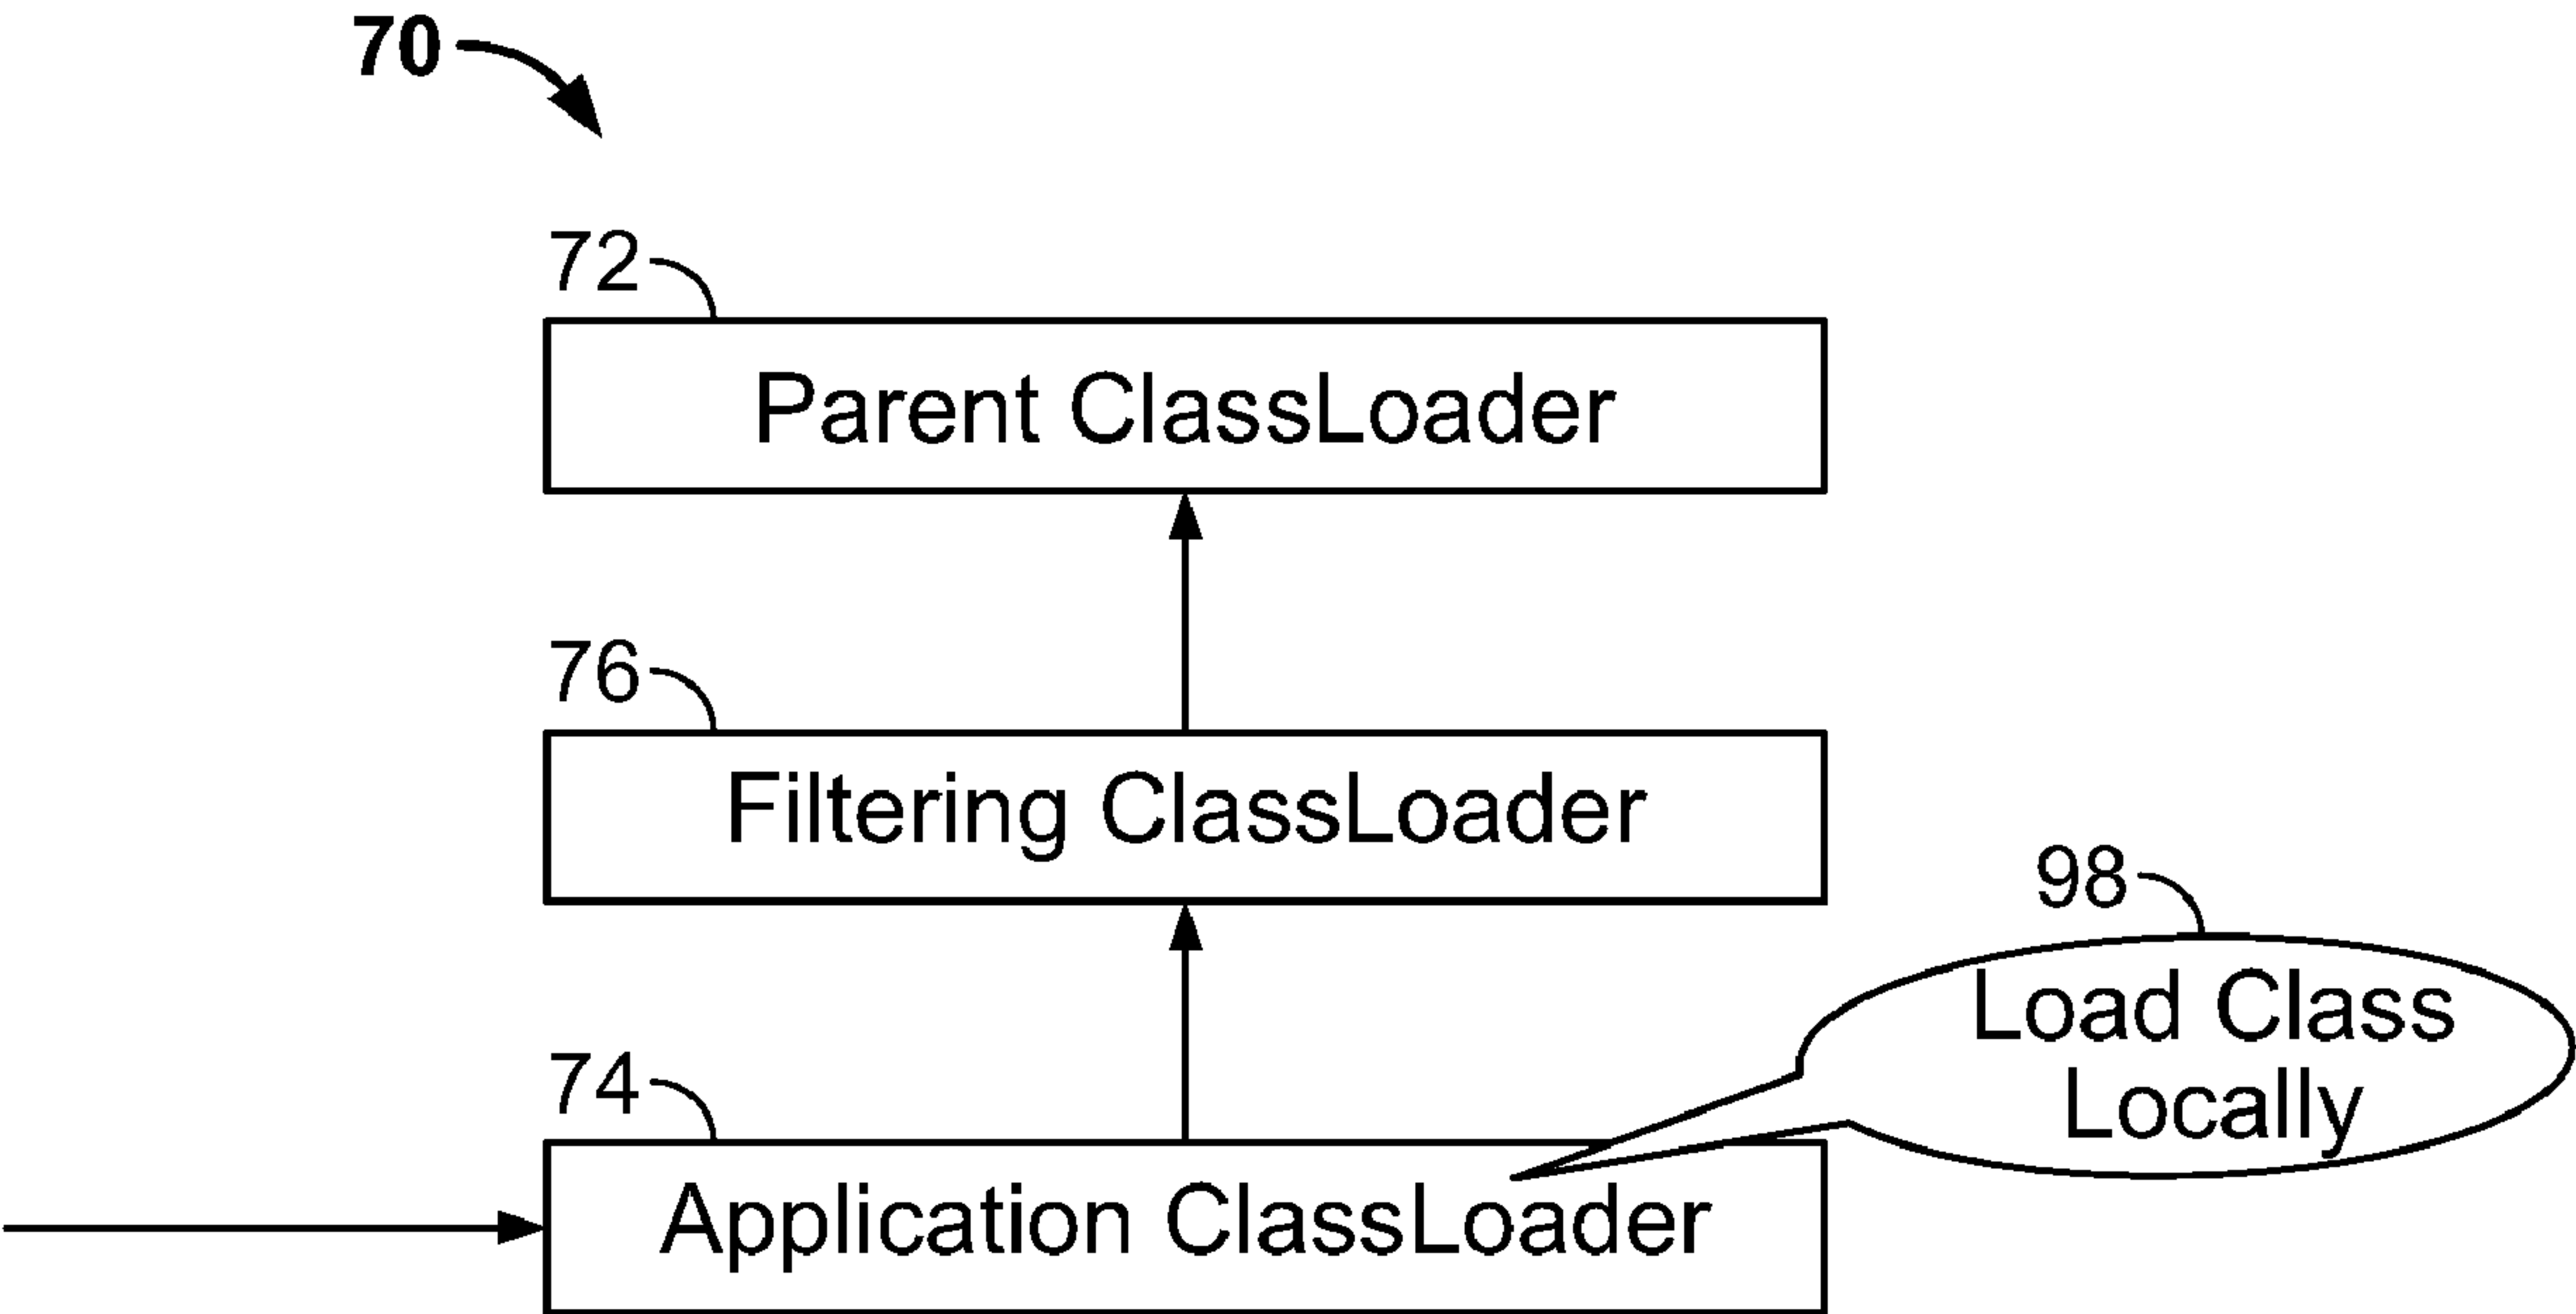 70
72
Parent ClassLoader
76
Filtering ClassLoader
98
Load Class
Locally
74
Application ClassLoader